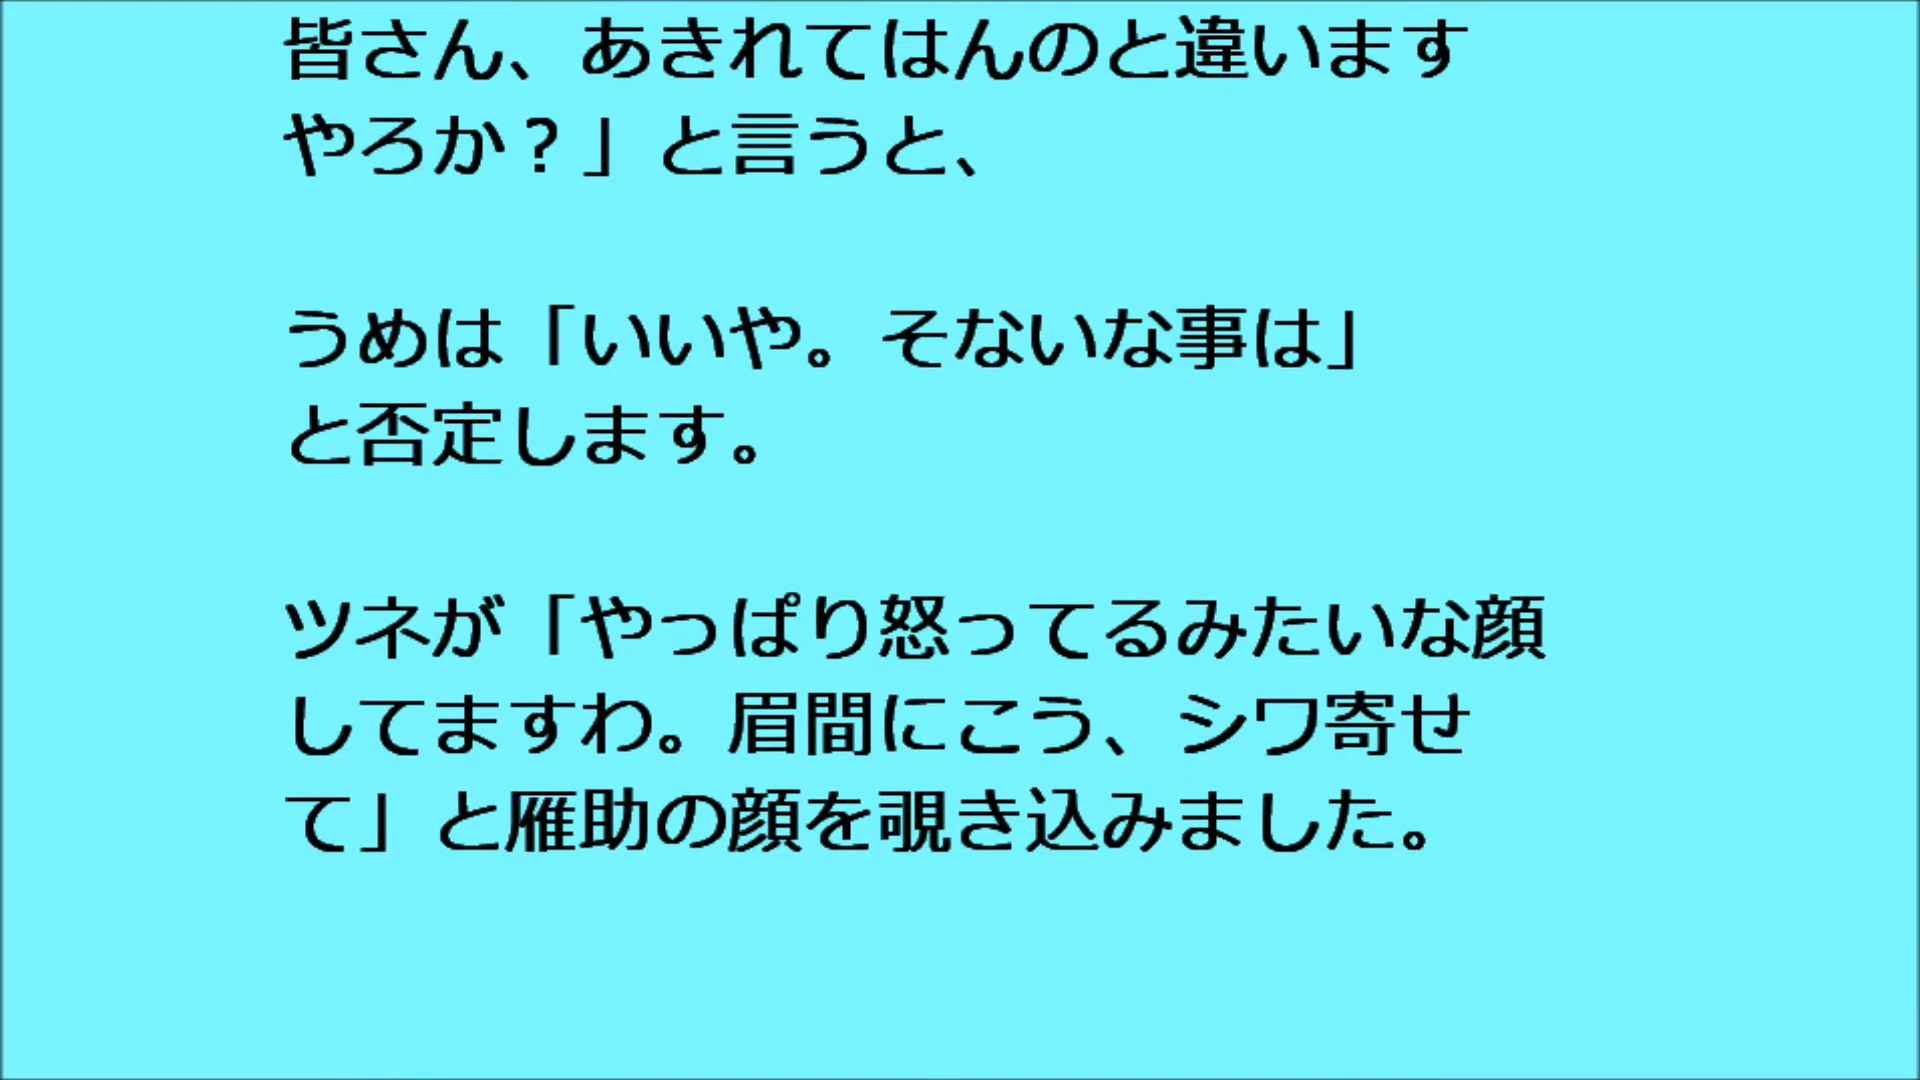 皆さん、あきれてはんのと違います
やろか？」と言うと、
うめは「いいや。そないな事は」
と否定します。
ツネが「やっぱり怒ってるみたいな顔
してますわ。眉間にこう、シワ寄せ
て」と雁助の顔を覗き込みました。